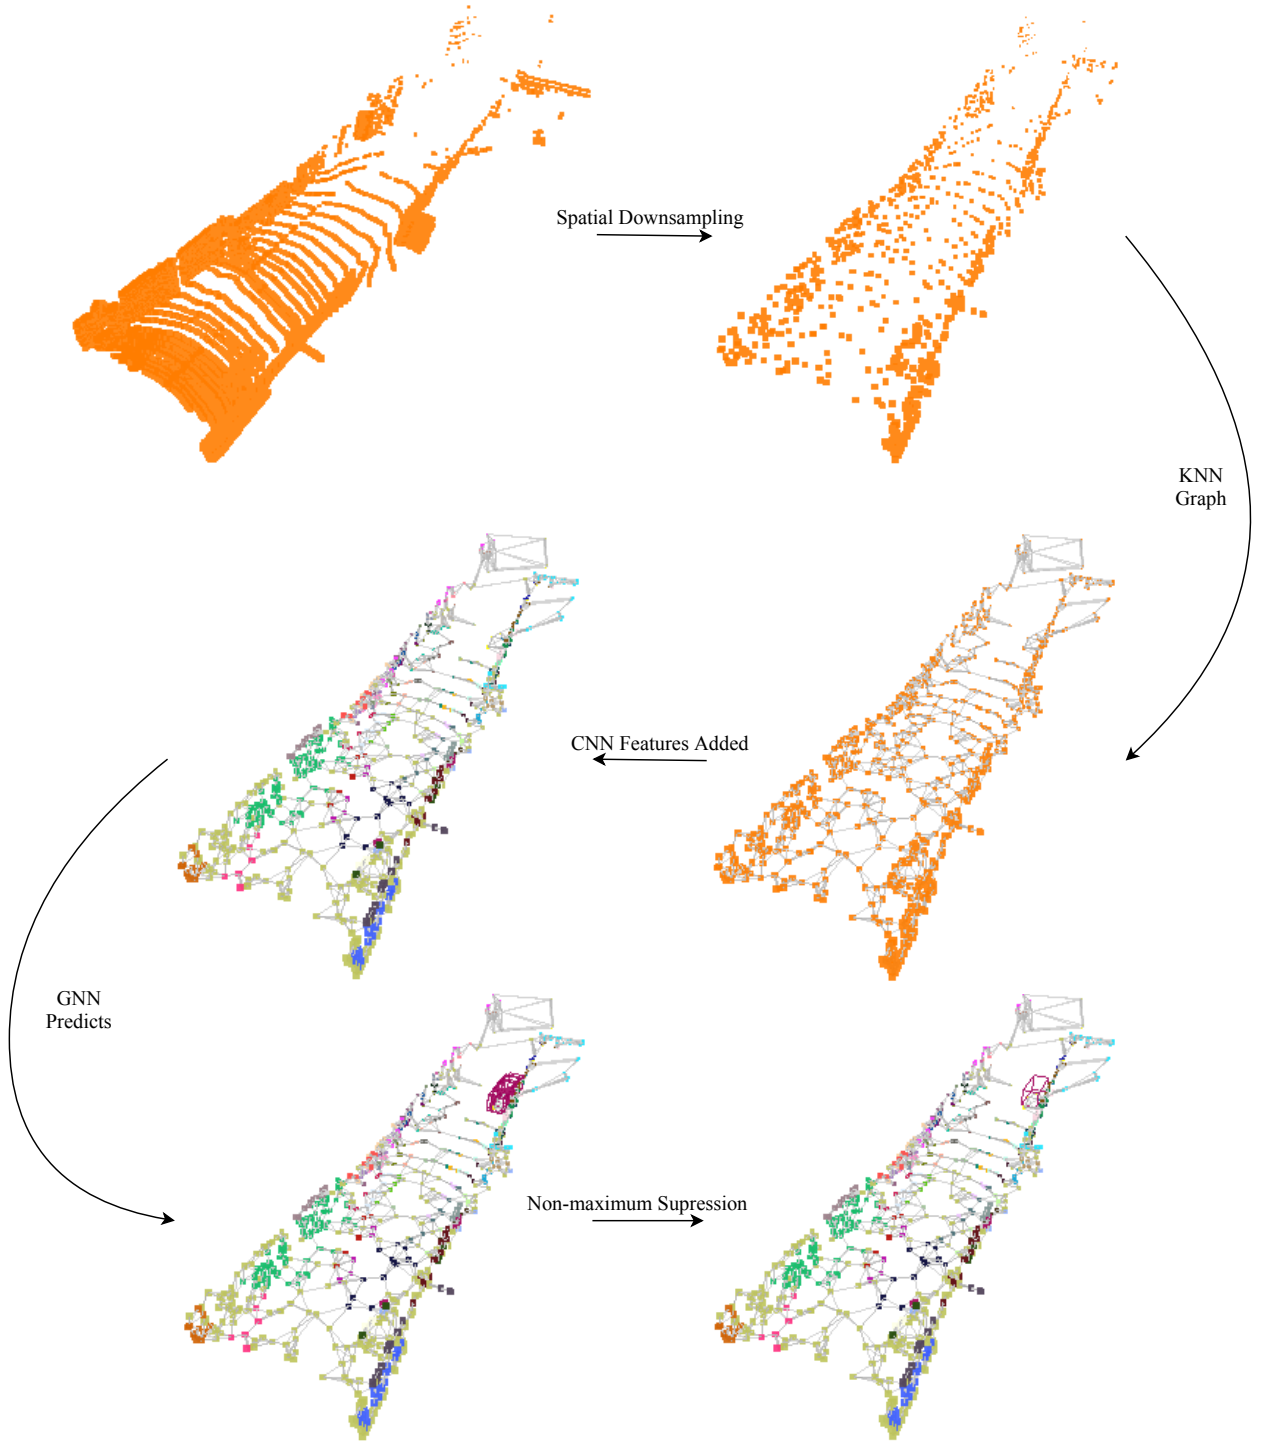 Spatial Downsampling
KNN
Graph
CNN Features Added
GNN
Predicts
Non-maximum Supression